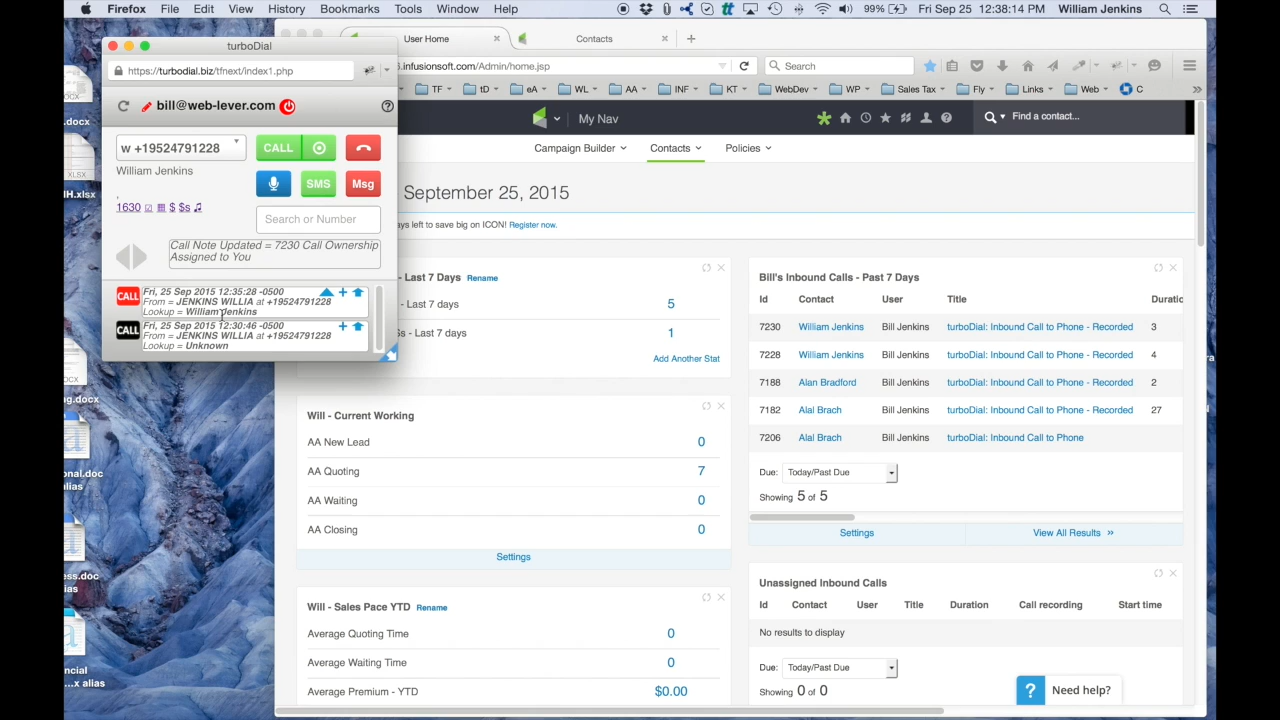 Firefox File Edit View History Bookmarks Tools Window Help 99% Fri Sep 25 12:38:14 PM William Jenkins
turboDial
https://turbodial.biz/tfnext/index1.php
bill@web-lever.com
w +19524791228
CALL
William Jenkins
SMS
Msg
,
1630 $ $s
Search or Number
Call Note Updated = 7230 Call Ownership
Assigned to You
CALL
Fri, 25 Sep 2015 12:35:28 -0500
From = JENKINS WILLIA at +19524791228
Lookup = William Jenkins
CALL
Fri, 25 Sep 2015 12:30:46 -0500
From = JENKINS WILLIA at +19524791228
Lookup = Unknown
User Home
Contacts
.infusionsoft.com/Admin/home.jsp
Search
TF tD eA WL AA INF KT WebDev WP Sales Tax Fly Links Web C
My Nav
Find a contact...
Campaign Builder Contacts Policies
September 25, 2015
ays left to save big on ICON! Register now.
- Last 7 Days Rename
- Last 7 days 5
s - Last 7 days 1
Add Another Stat
Will - Current Working
AA New Lead 0
AA Quoting 7
AA Waiting 0
AA Closing 0
Settings
Will - Sales Pace YTD Rename
Average Quoting Time 0
Average Waiting Time 0
Average Premium - YTD $0.00
Bill's Inbound Calls - Past 7 Days
Id Contact User Title Duratio
7230 William Jenkins Bill Jenkins turboDial: Inbound Call to Phone - Recorded 3
7228 William Jenkins Bill Jenkins turboDial: Inbound Call to Phone - Recorded 4
7188 Alan Bradford Bill Jenkins turboDial: Inbound Call to Phone - Recorded 2
7182 Alal Brach Bill Jenkins turboDial: Inbound Call to Phone - Recorded 27
7206 Alal Brach Bill Jenkins turboDial: Inbound Call to Phone
Due: Today/Past Due
Showing 5 of 5
Settings
View All Results »
Unassigned Inbound Calls
Id Contact User Title Duration Call recording Start time
No results to display
Due: Today/Past Due
Showing 0 of 0
? Need help?
.docx
XLSX
H.xlsx
OCX
g.docx
onal.doc
alias
ess.doc
ias
ncial
...x alias